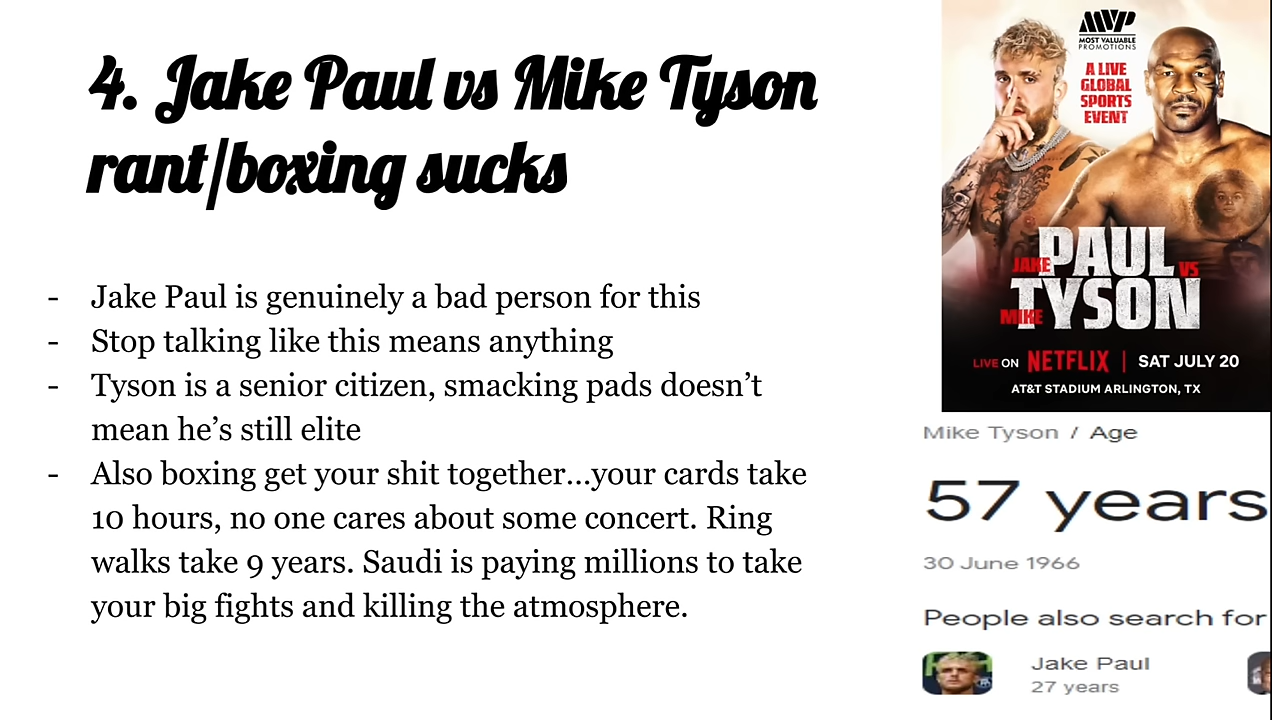 4. Jake Paul vs Mike Tyson
rant/boxing sucks
- Jake Paul is genuinely a bad person for this
- Stop talking like this means anything
- Tyson is a senior citizen, smacking pads doesn't
mean he's still elite
- Also boxing get your shit together...your cards take
10 hours, no one cares about some concert. Ring
walks take 9 years. Saudi is paying millions to take
your big fights and killing the atmosphere.
MVP
MOST VALUABLE
PROMOTIONS
A LIVE
GLOBAL
SPORTS
EVENT
JAKE PAUL VS
MIKE TYSON
LIVE ON NETFLIX | SAT JULY 20
AT&T STADIUM ARLINGTON, TX
Mike Tyson / Age
57 years
30 June 1966
People also search for
Jake Paul
27 years